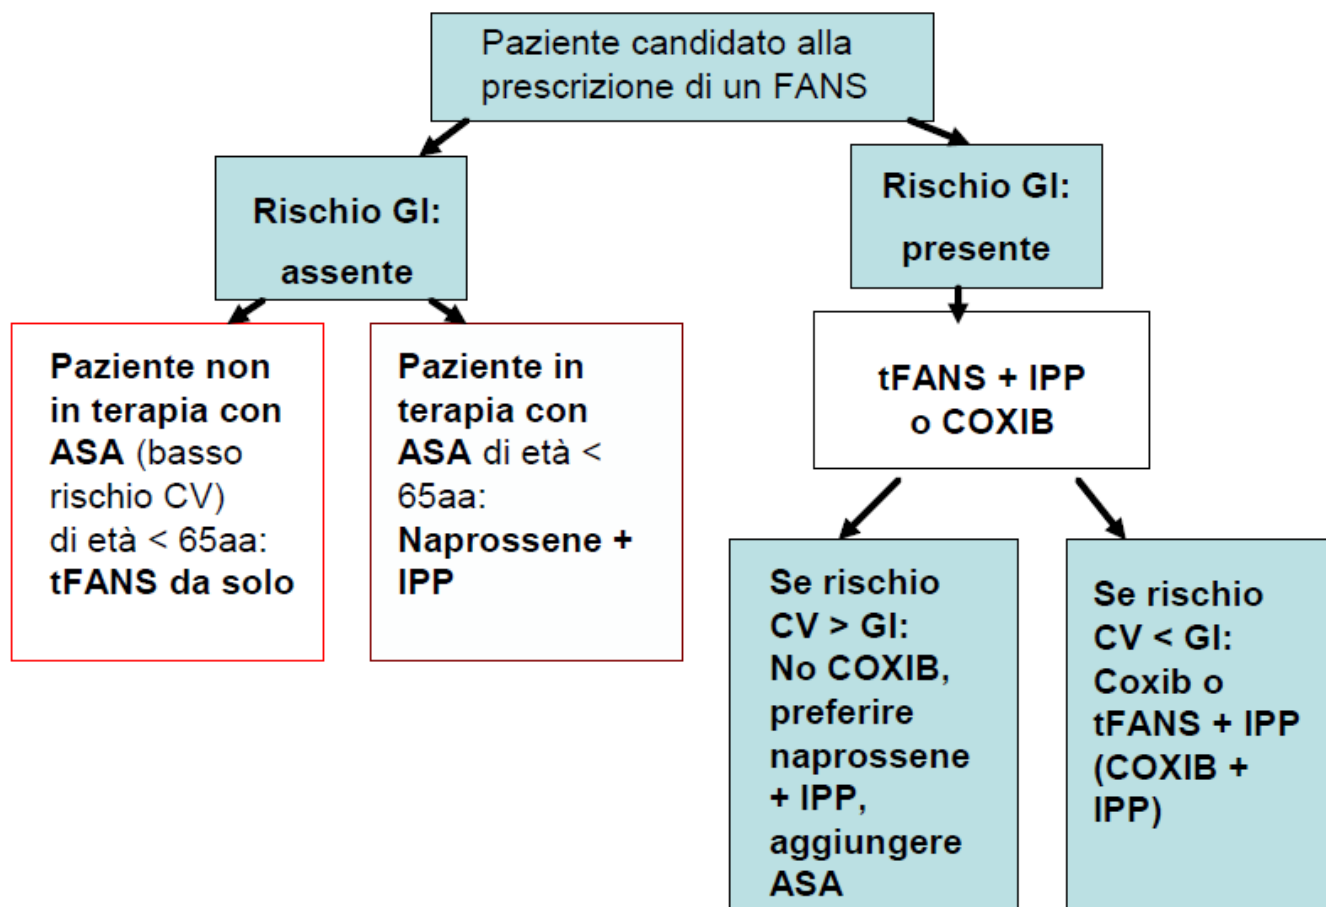 Paziente candidato alla
prescrizione di un FANS
Rischio GI:
assente
Rischio GI:
presente
Paziente non
in terapia con
ASA (basso
rischio CV)
di età < 65aa:
tFANS da solo
Paziente in
terapia con
ASA di età <
65aa:
Naprossene +
IPP
tFANS + IPP
o COXIB
Se rischio
CV > GI:
No COXIB,
preferire
naprossene
+ IPP,
aggiungere
ASA
Se rischio
CV < GI:
Coxib o
tFANS + IPP
(COXIB +
IPP)